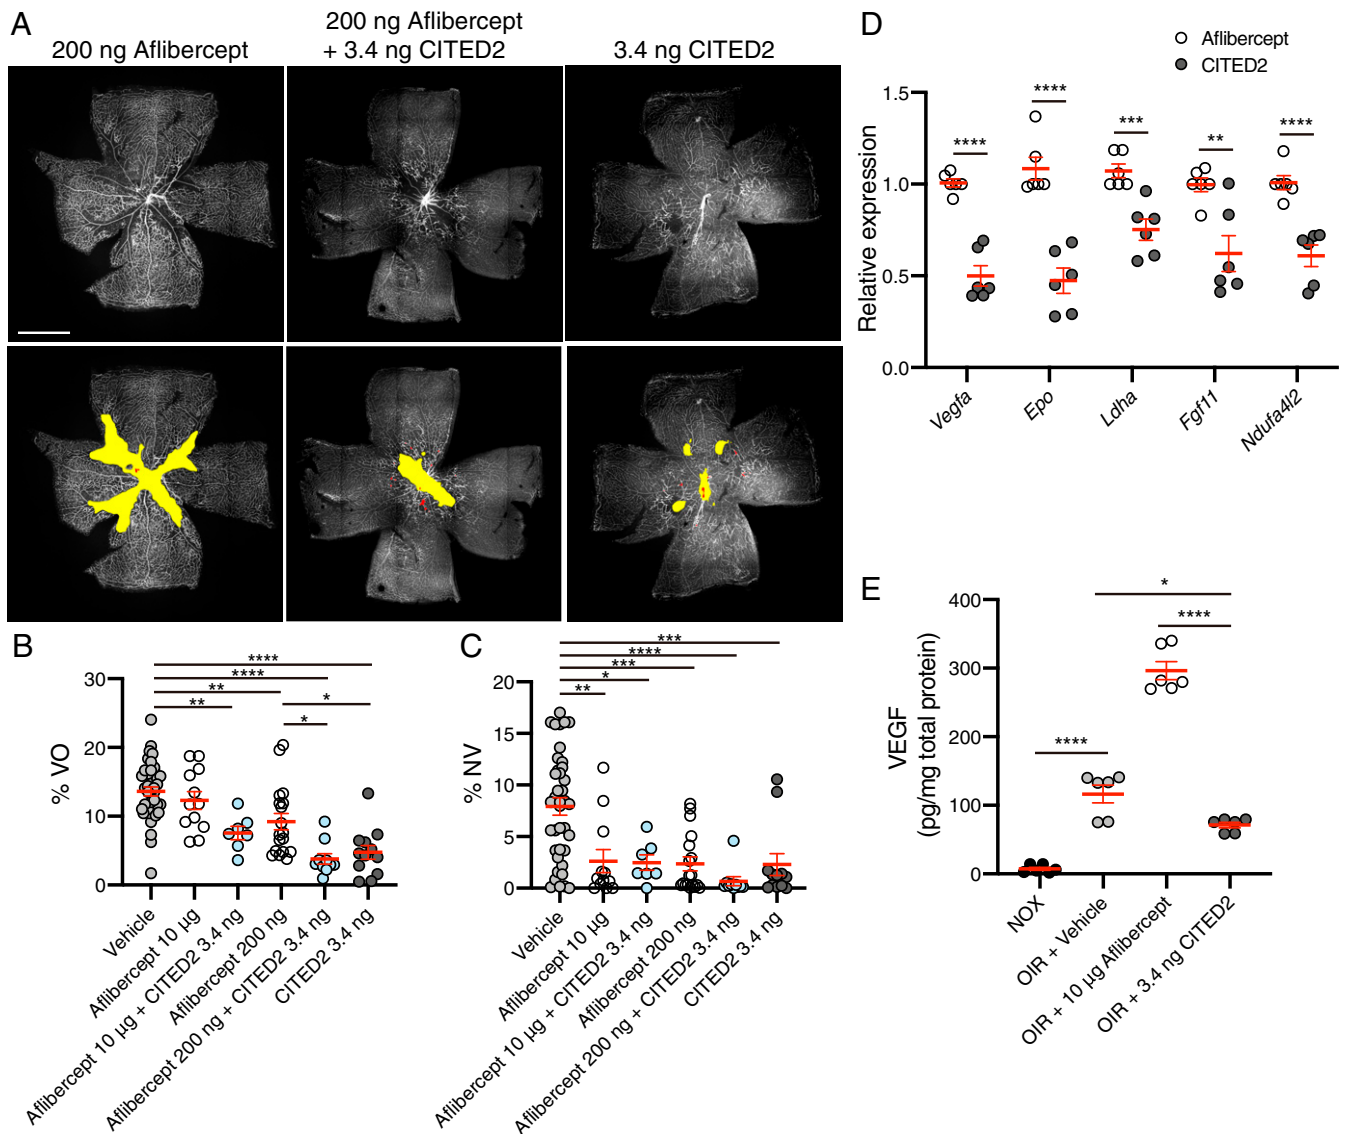 A
200 ng Aflibercept
200 ng Aflibercept
+ 3.4 ng CITED2
3.4 ng CITED2
B
% VO
30
20
10
0
****
****
**
**
*
*
Vehicle
Aflibercept 10 µg
Aflibercept 10 µg + CITED2 3.4 ng
Aflibercept 200 ng
Aflibercept 200 ng + CITED2 3.4 ng
CITED2 3.4 ng
C
% NV
20
15
10
5
0
***
****
***
*
**
Vehicle
Aflibercept 10 µg
Aflibercept 10 µg + CITED2 3.4 ng
Aflibercept 200 ng
Aflibercept 200 ng + CITED2 3.4 ng
CITED2 3.4 ng
D
Aflibercept
CITED2
Relative expression
1.5
1.0
0.5
0.0
****
****
***
**
****
Vegfa
Epo
Ldha
Fgf11
Ndufa4l2
E
VEGF
(pg/mg total protein)
400
300
200
100
0
*
****
****
NOX
OIR + Vehicle
OIR + 10 µg Aflibercept
OIR + 3.4 ng CITED2